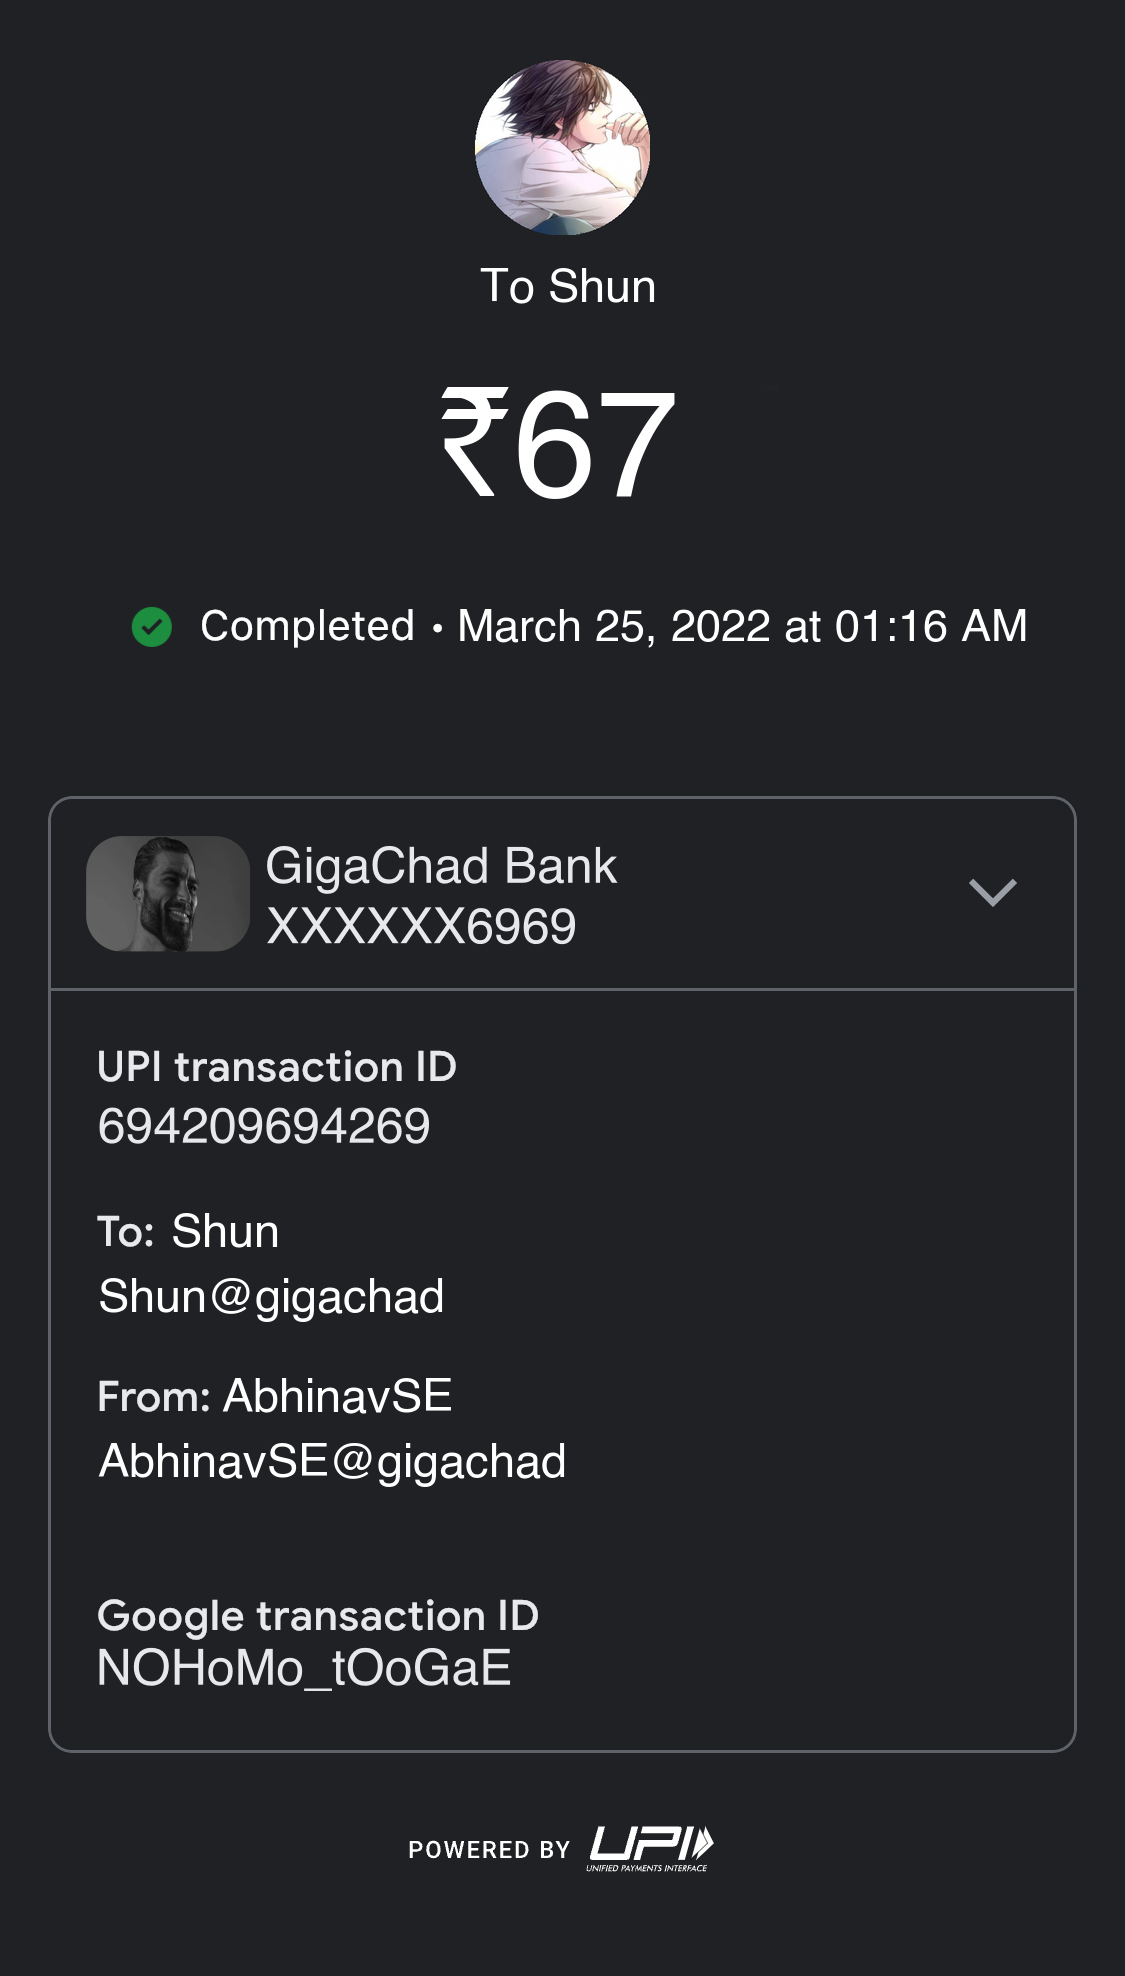 To Shun
₹67
Completed • March 25, 2022 at 01:16 AM
GigaChad Bank
XXXXXX6969
UPI transaction ID
694209694269
To: Shun
Shun@gigachad
From: AbhinavSE
AbhinavSE@gigachad
Google transaction ID
NOHoMo_tOoGaE
POWERED BY UPI
UNIFIED PAYMENTS INTERFACE